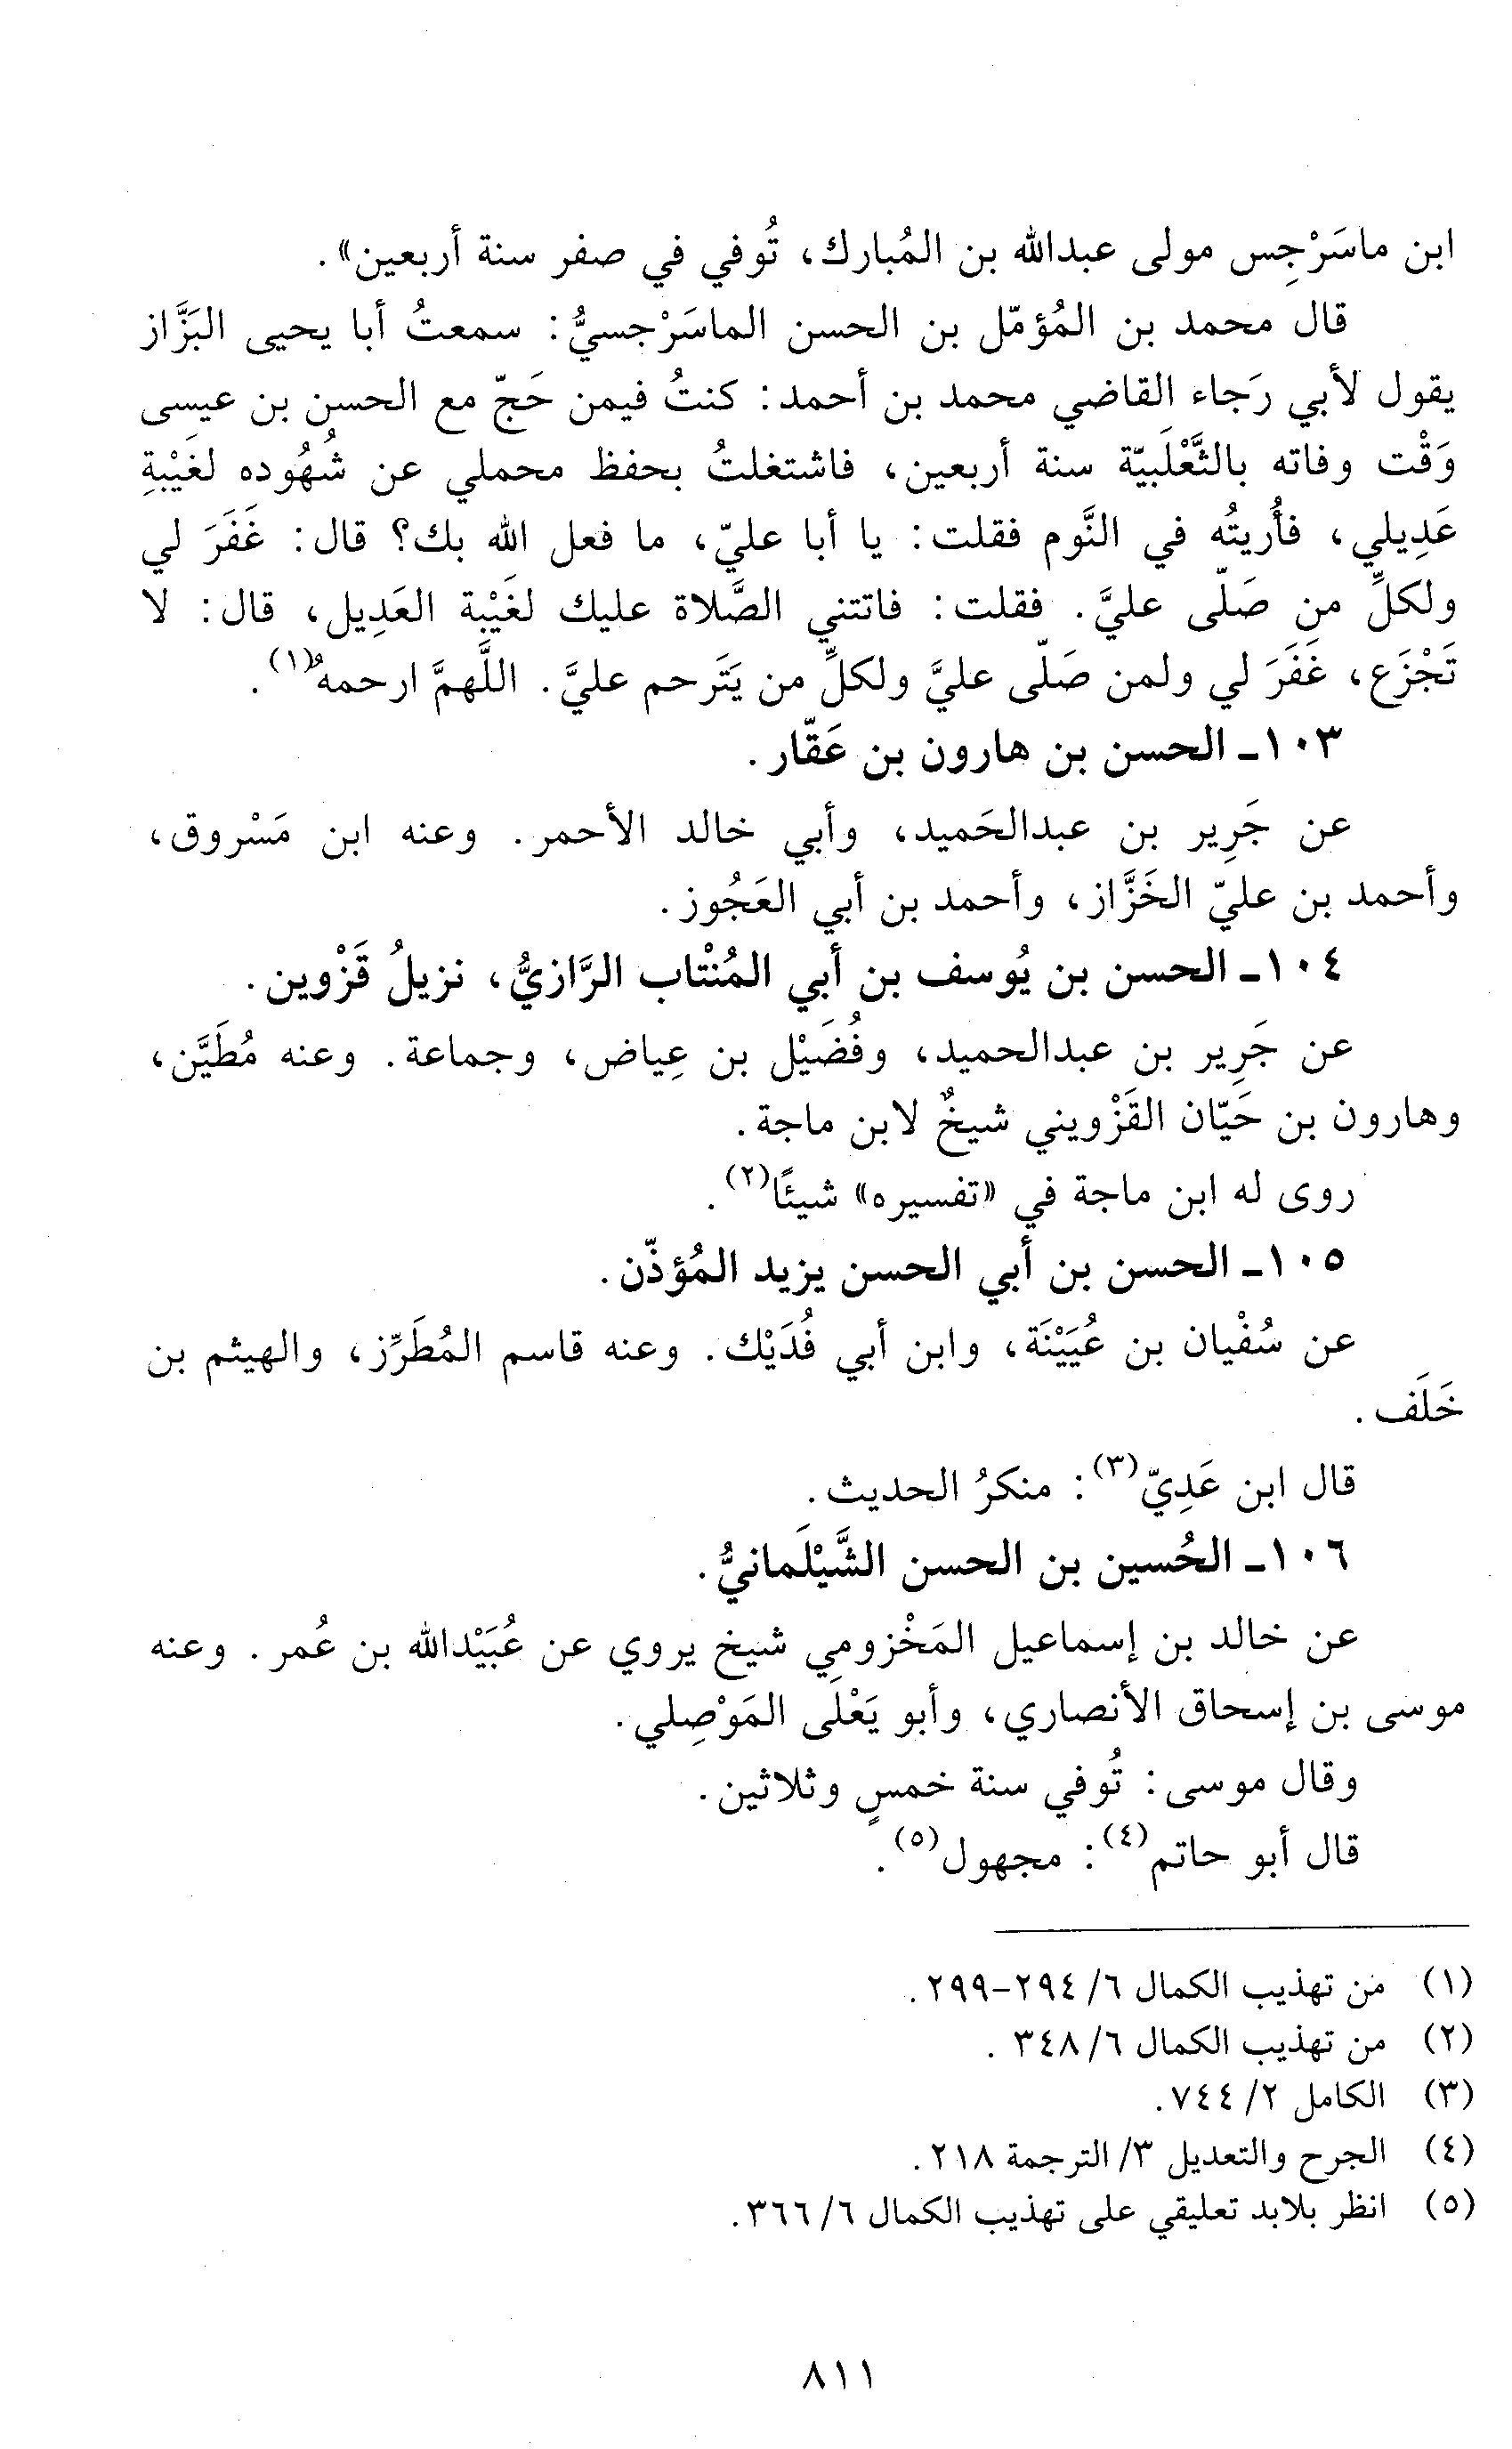 ابن ماسَرْجِس مولى عبدالله بن المُبارك، تُوفي في صفر سنة أربعين».
قال محمد بن المُؤمّل بن الحسن الماسَرْجسيُّ: سمعتُ أبا يحيى البَزَّاز
يقول لأبي رَجاء القاضي محمد بن أحمد: كنتُ فيمن حَجّ مع الحسن بن عيسى
وَقْت وفاته بالثَّعْلَبيّة سنة أربعين، فاشتغلتُ بحفظ محملي عن شُهُوده لغَيْبةِ
عَدِيلي، فأُريتُه في النَّوم فقلت: يا أبا عليّ، ما فعل الله بك؟ قال: غَفَرَ لي
ولكلِّ من صَلّى عليَّ. فقلت: فاتتني الصَّلاة عليك لغَيْبة العَدِيل، قال: لا
تَجْزَع، غَفَرَ لي ولمن صَلّى عليَّ ولكلِّ من يَتَرحم عليَّ. اللَّهمَّ ارحمهُ(١).
١٠٣ـ الحسن بن هارون بن عَقّار.
عن جَرِير بن عبدالحَميد، وأبي خالد الأحمر. وعنه ابن مَسْروق،
وأحمد بن عليّ الخَزَّاز، وأحمد بن أبي العَجُوز.
١٠٤ـ الحسن بن يُوسف بن أبي المُنْتاب الرَّازيُّ، نزيلُ قَزْوين.
عن جَرِير بن عبدالحميد، وفُضَيْل بن عِياض، وجماعة. وعنه مُطَيَّن،
وهارون بن حَيّان القَزْويني شيخٌ لابن ماجة.
روى له ابن ماجة في «تفسيره» شيئًا(٢).
١٠٥ـ الحسن بن أبي الحسن يزيد المُؤذّن.
عن سُفْيان بن عُيَيْنَة، وابن أبي فُدَيْك. وعنه قاسم المُطَرِّز، والهيثم بن
خَلَف.
قال ابن عَدِيّ(٣): منكرُ الحديث.
١٠٦ـ الحُسين بن الحسن الشَّيْلَمانيُّ.
عن خالد بن إسماعيل المَخْزومِي شيخ يروي عن عُبَيْدالله بن عُمر. وعنه
موسى بن إسحاق الأنصاري، وأبو يَعْلَى المَوْصِلي.
وقال موسى: تُوفي سنة خمسٍ وثلاثين.
قال أبو حاتم(٤): مجهول(٥).
(١) من تهذيب الكمال ٦/ ٢٩٤-٢٩٩.
(٢) من تهذيب الكمال ٦/ ٣٤٨.
(٣) الكامل ٢/ ٧٤٤.
(٤) الجرح والتعديل ٣/ الترجمة ٢١٨.
(٥) انظر بلابد تعليقي على تهذيب الكمال ٦/ ٣٦٦.
٨١١